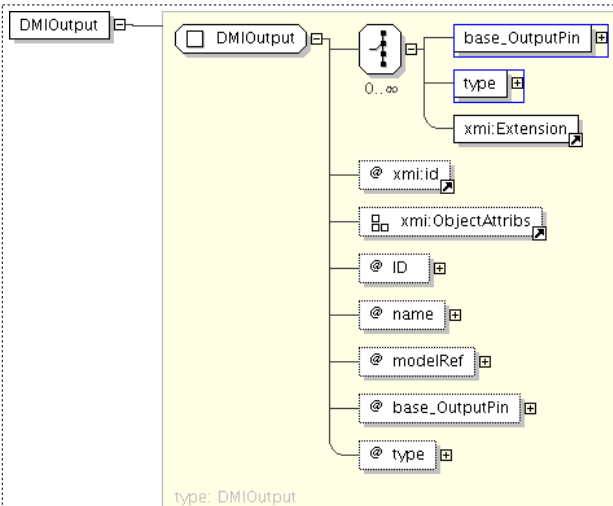 DMIOutput
DMIOutput
base_OutputPin
type
0..∞
xmi:Extension
@ xmi:id
xmi:ObjectAttribs
@ ID
@ name
@ modelRef
@ base_OutputPin
@ type
type: DMIOutput